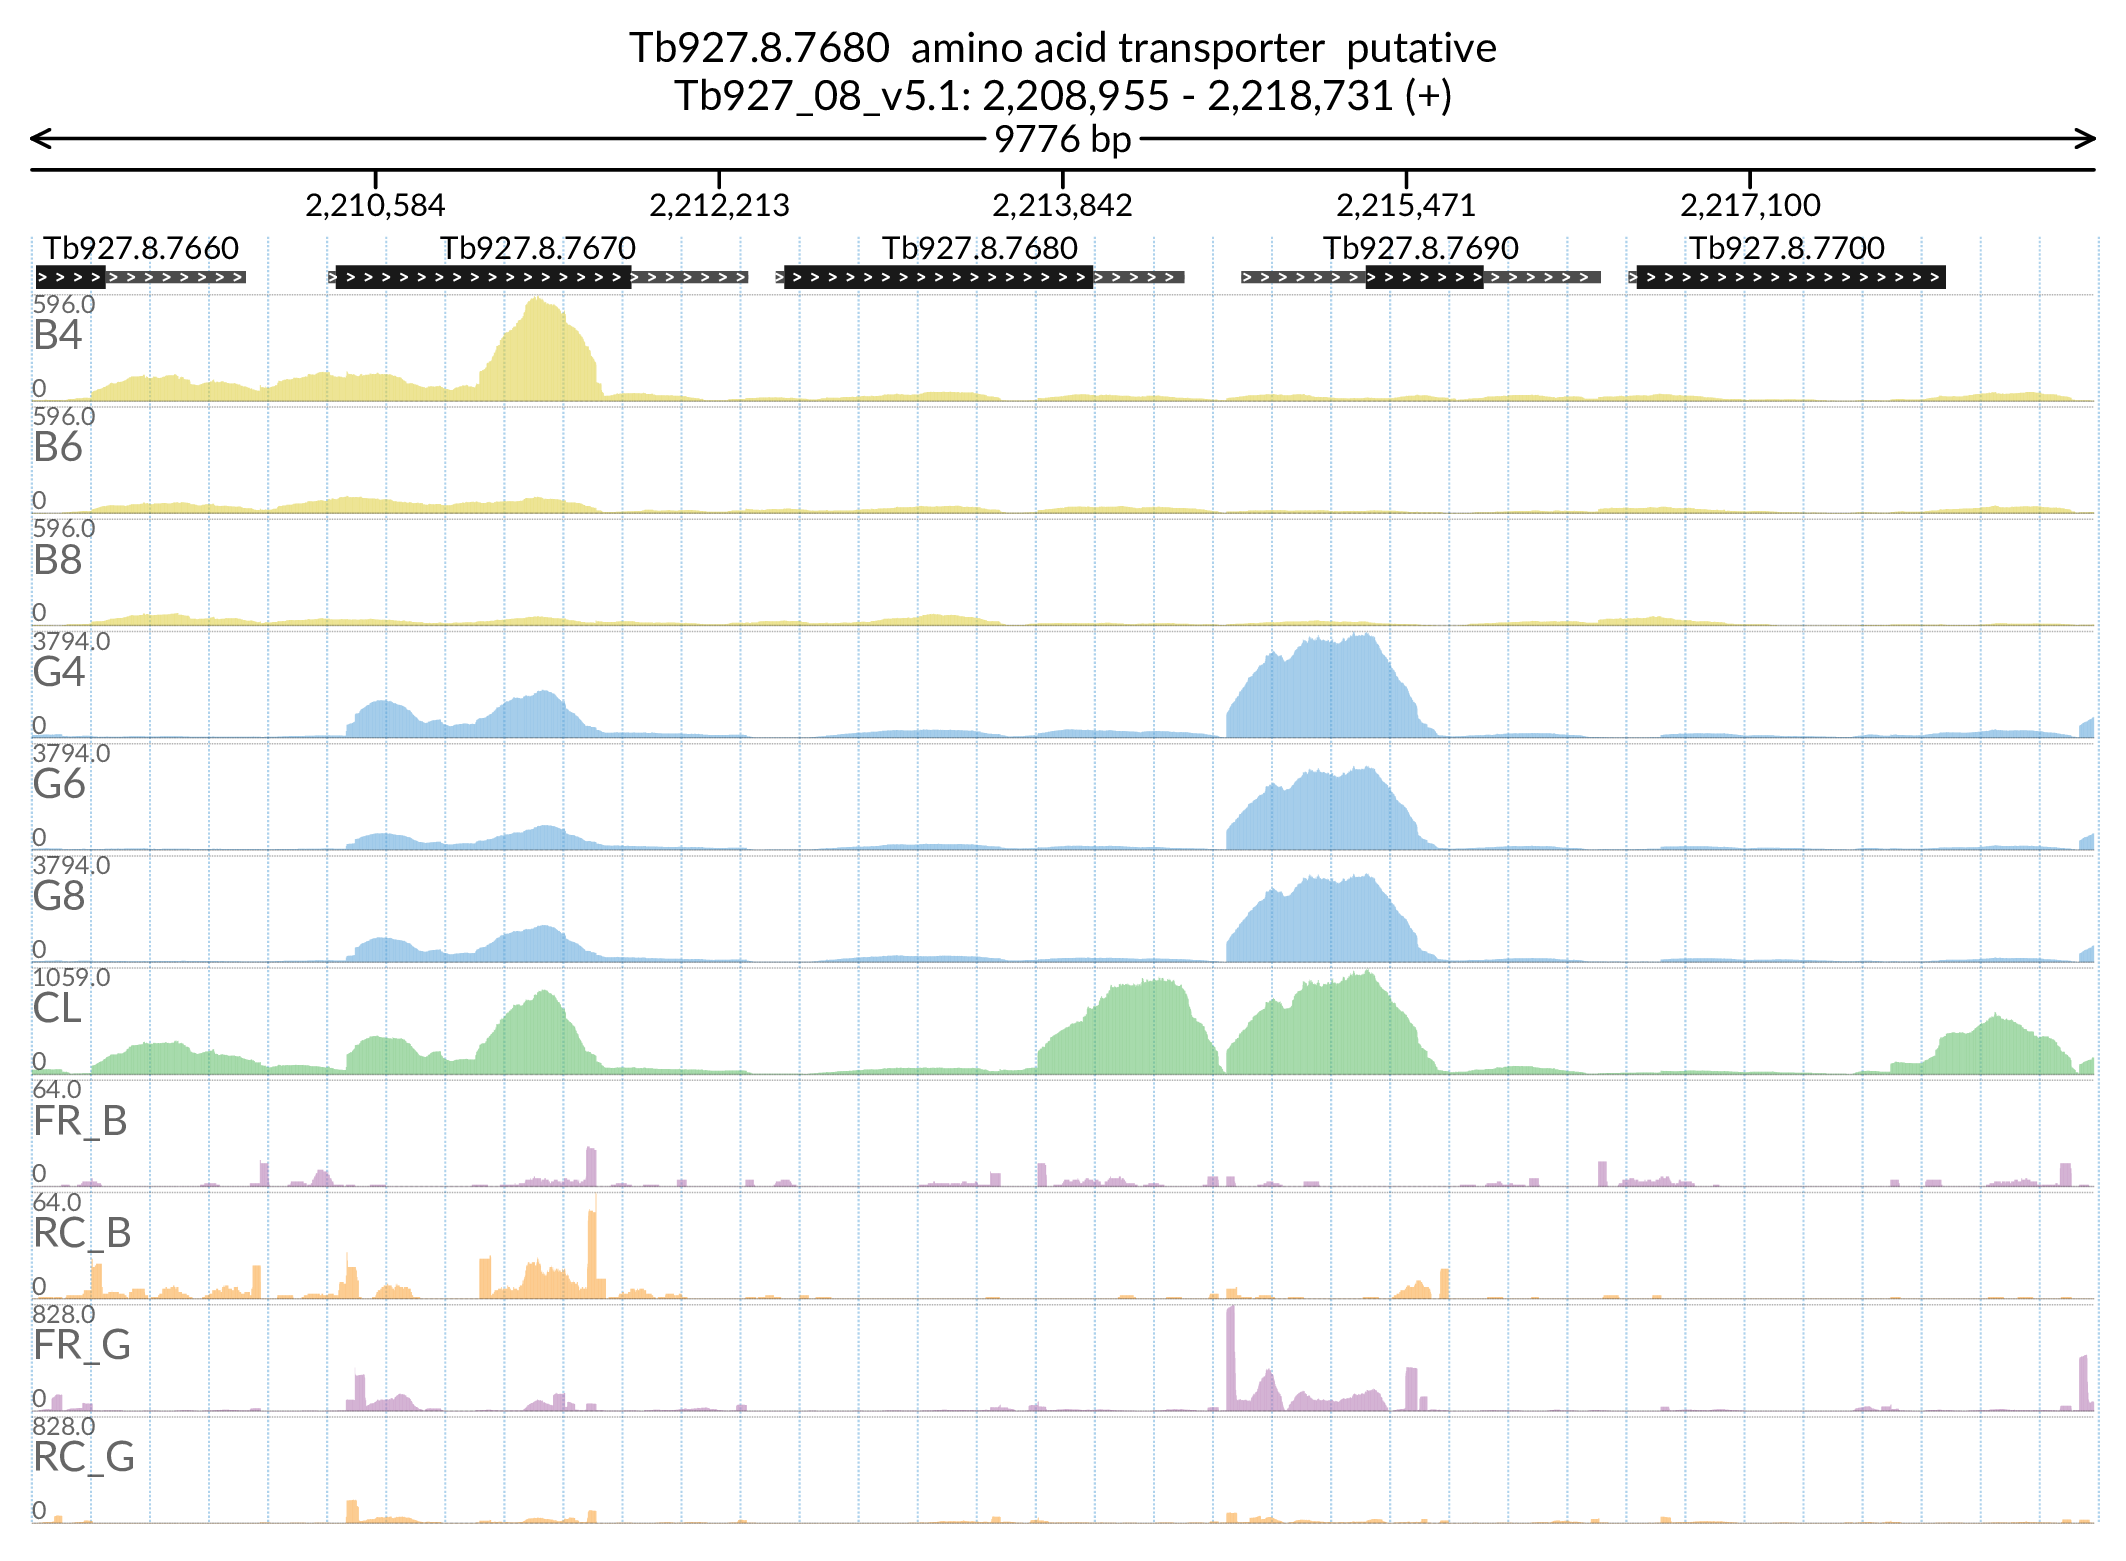 Tb927.8.7680 amino acid transporter putative
Tb927_08_v5.1: 2,208,955 - 2,218,731 (+)
9776 bp
2,210,584 2,212,213 2,213,842 2,215,471 2,217,100
Tb927.8.7660 Tb927.8.7670 Tb927.8.7680 Tb927.8.7690 Tb927.8.7700
596.0
B4
0
596.0
B6
0
596.0
B8
0
3794.0
G4
0
3794.0
G6
0
3794.0
G8
0
1059.0
CL
0
64.0
FR_B
0
64.0
RC_B
0
828.0
FR_G
0
828.0
RC_G
0